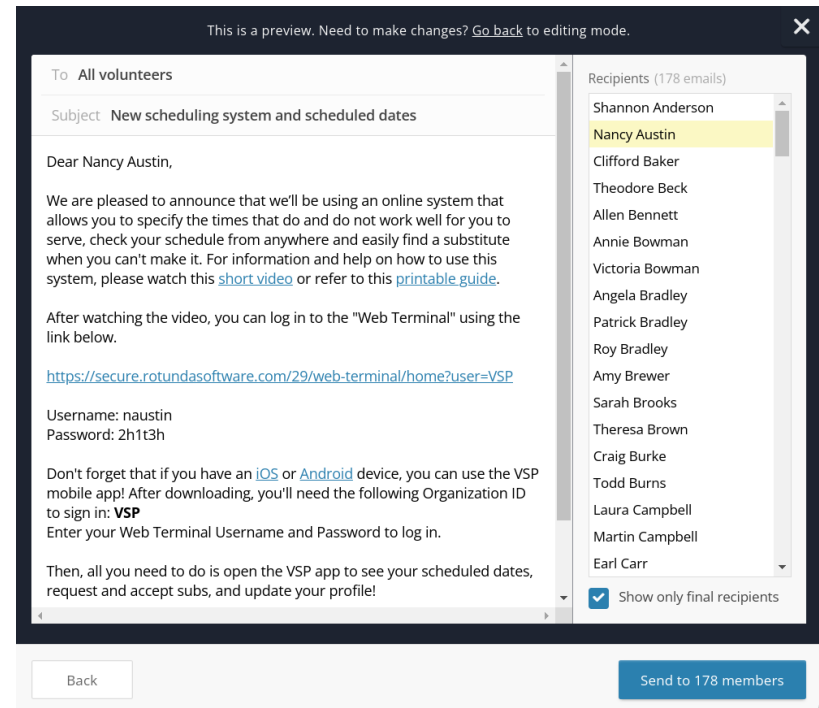 This is a preview. Need to make changes? Go back to editing mode.
To All volunteers
Subject New scheduling system and scheduled dates
Dear Nancy Austin,
We are pleased to announce that we'll be using an online system that
allows you to specify the times that do and do not work well for you to
serve, check your schedule from anywhere and easily find a substitute
when you can't make it. For information and help on how to use this
system, please watch this short video or refer to this printable guide.
After watching the video, you can log in to the "Web Terminal" using the
link below.
https://secure.rotundasoftware.com/29/web-terminal/home?user=VSP
Username: naustin
Password: 2h1t3h
Don't forget that if you have an iOS or Android device, you can use the VSP
mobile app! After downloading, you'll need the following Organization ID
to sign in: VSP
Enter your Web Terminal Username and Password to log in.
Then, all you need to do is open the VSP app to see your scheduled dates,
request and accept subs, and update your profile!
Recipients (178 emails)
Shannon Anderson
Nancy Austin
Clifford Baker
Theodore Beck
Allen Bennett
Annie Bowman
Victoria Bowman
Angela Bradley
Patrick Bradley
Roy Bradley
Amy Brewer
Sarah Brooks
Theresa Brown
Craig Burke
Todd Burns
Laura Campbell
Martin Campbell
Earl Carr
Show only final recipients
Back
Send to 178 members